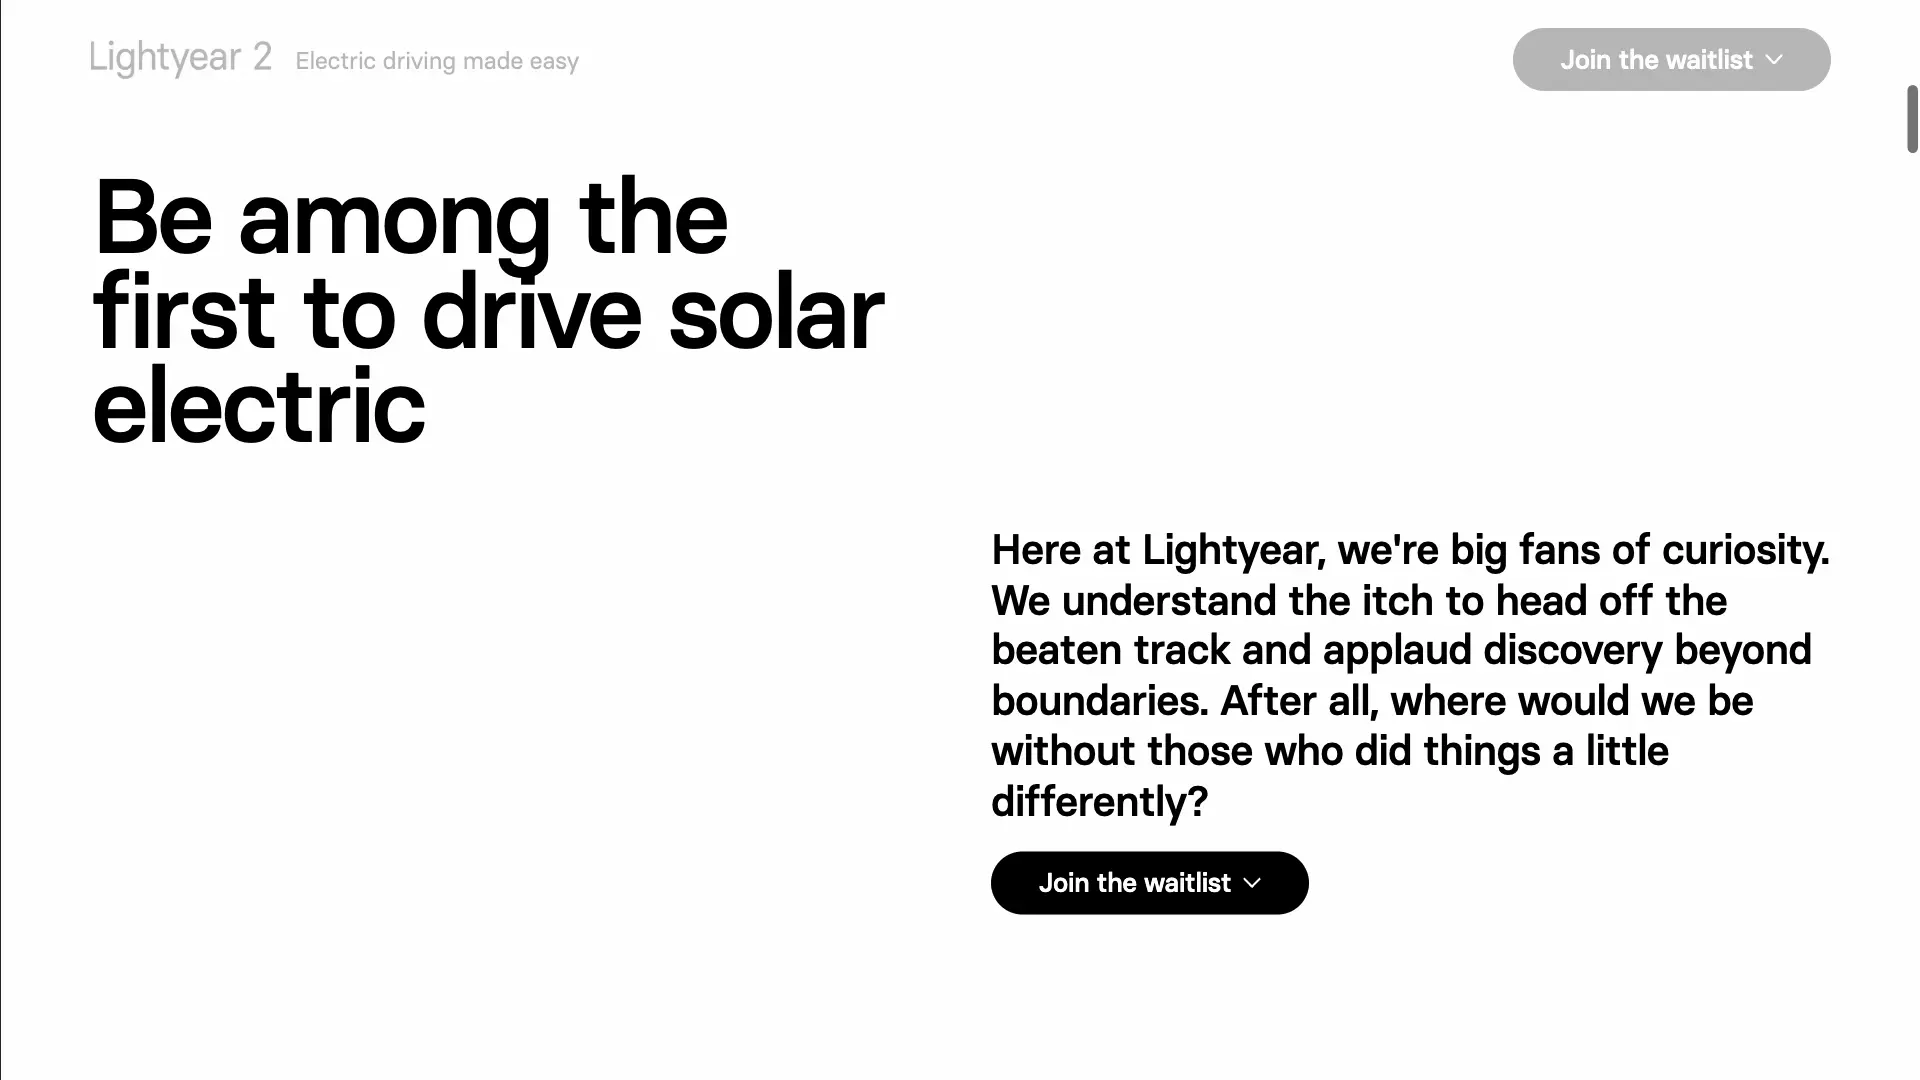 Lightyear 2 Electric driving made easy
Join the waitlist
Be among the
first to drive solar
electric
Here at Lightyear, we're big fans of curiosity.
We understand the itch to head off the
beaten track and applaud discovery beyond
boundaries. After all, where would we be
without those who did things a little
differently?
Join the waitlist